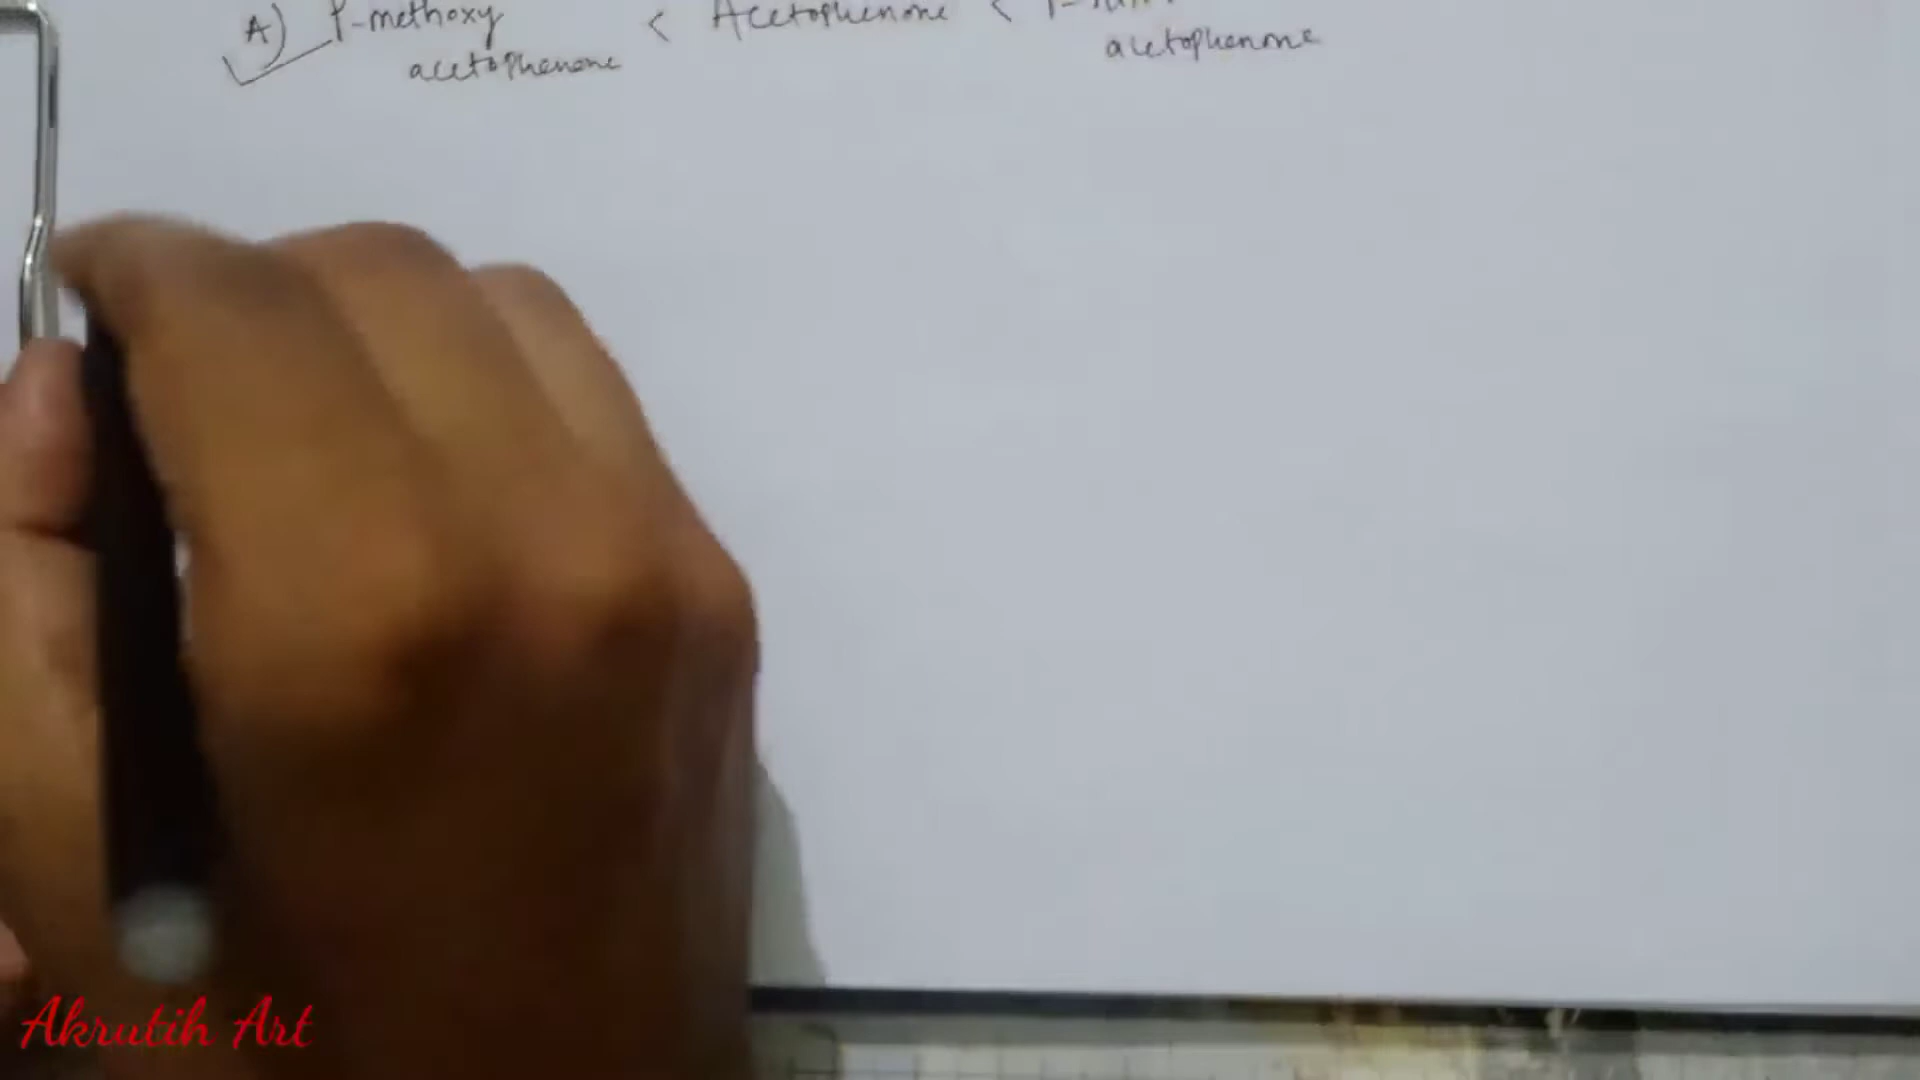 A) P-methoxy < Acetophenone <
acetophenone acetophenone
Akrutih Art